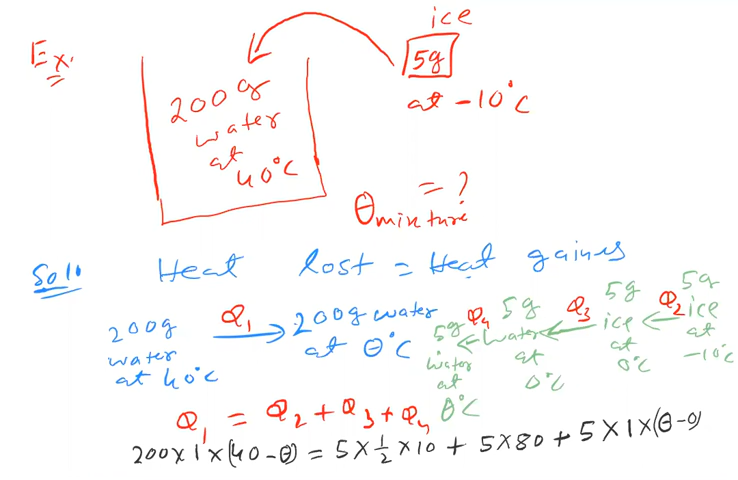 Ex.
ice
5g
at -10°C
200g
water
at
40°C
θmixture = ?
Soln
Heat lost = Heat gaines
200g
water
at 40°C
Q1
200g water
at θ°C
5g
water
at
θ°C
Q4
5g
water
at
0°C
Q3
5g
ice
at
0°C
Q2
5g
ice
at
-10°C
Q1 = Q2 + Q3 + Q4
200×1×(40-θ) = 5×1/2×10 + 5×80 + 5×1×(θ-0)